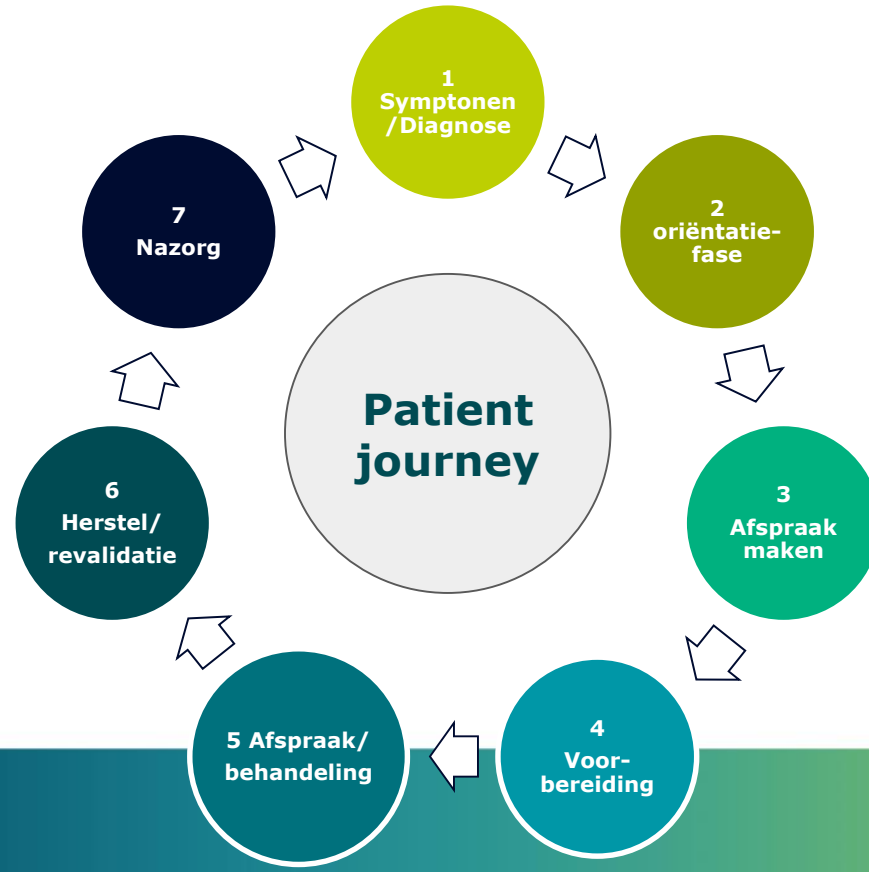 1
Symptonen
/Diagnose
2
oriëntatie-
fase
3
Afspraak
maken
4
Voor-
bereiding
5 Afspraak/
behandeling
6
Herstel/
revalidatie
7
Nazorg
Patient
journey